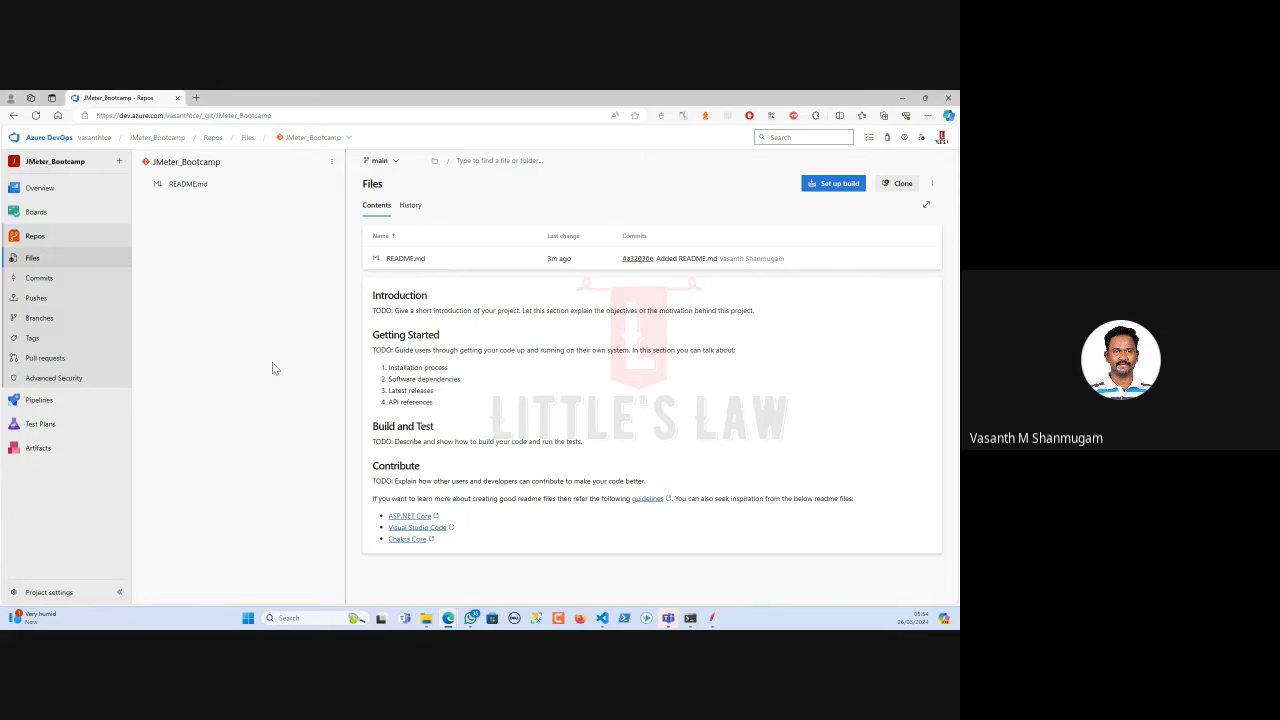 JMeter_Bootcamp - Repos
https://dev.azure.com/vasanthtce/_git/JMeter_Bootcamp
Azure DevOps vasanthtce / JMeter_Bootcamp / Repos / Files / JMeter_Bootcamp
Search
JMeter_Bootcamp
Overview
Boards
Repos
Files
Commits
Pushes
Branches
Tags
Pull requests
Advanced Security
Pipelines
Test Plans
Artifacts
Project settings
JMeter_Bootcamp
README.md
main / Type to find a file or folder...
Files
Set up build
Clone
Contents History
Name Last change Commits
README.md 3m ago 4a32036e Added README.md Vasanth Shanmugam
Introduction
TODO: Give a short introduction of your project. Let this section explain the objectives or the motivation behind this project.
Getting Started
TODO: Guide users through getting your code up and running on their own system. In this section you can talk about:
1. Installation process
2. Software dependencies
3. Latest releases
4. API references
Build and Test
TODO: Describe and show how to build your code and run the tests.
Contribute
TODO: Explain how other users and developers can contribute to make your code better.
If you want to learn more about creating good readme files then refer the following guidelines. You can also seek inspiration from the below readme files:
ASP.NET Core
Visual Studio Code
Chakra Core
L
LITTLE'S LAW
Very humid
Now
Search
05:54
26/05/2024
Vasanth M Shanmugam